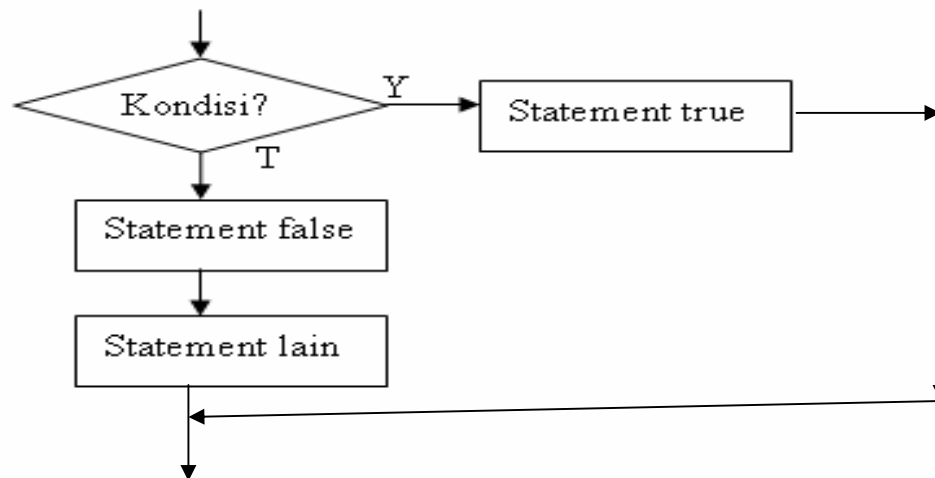 Kondisi?
Y
Statement true
T
Statement false
Statement lain